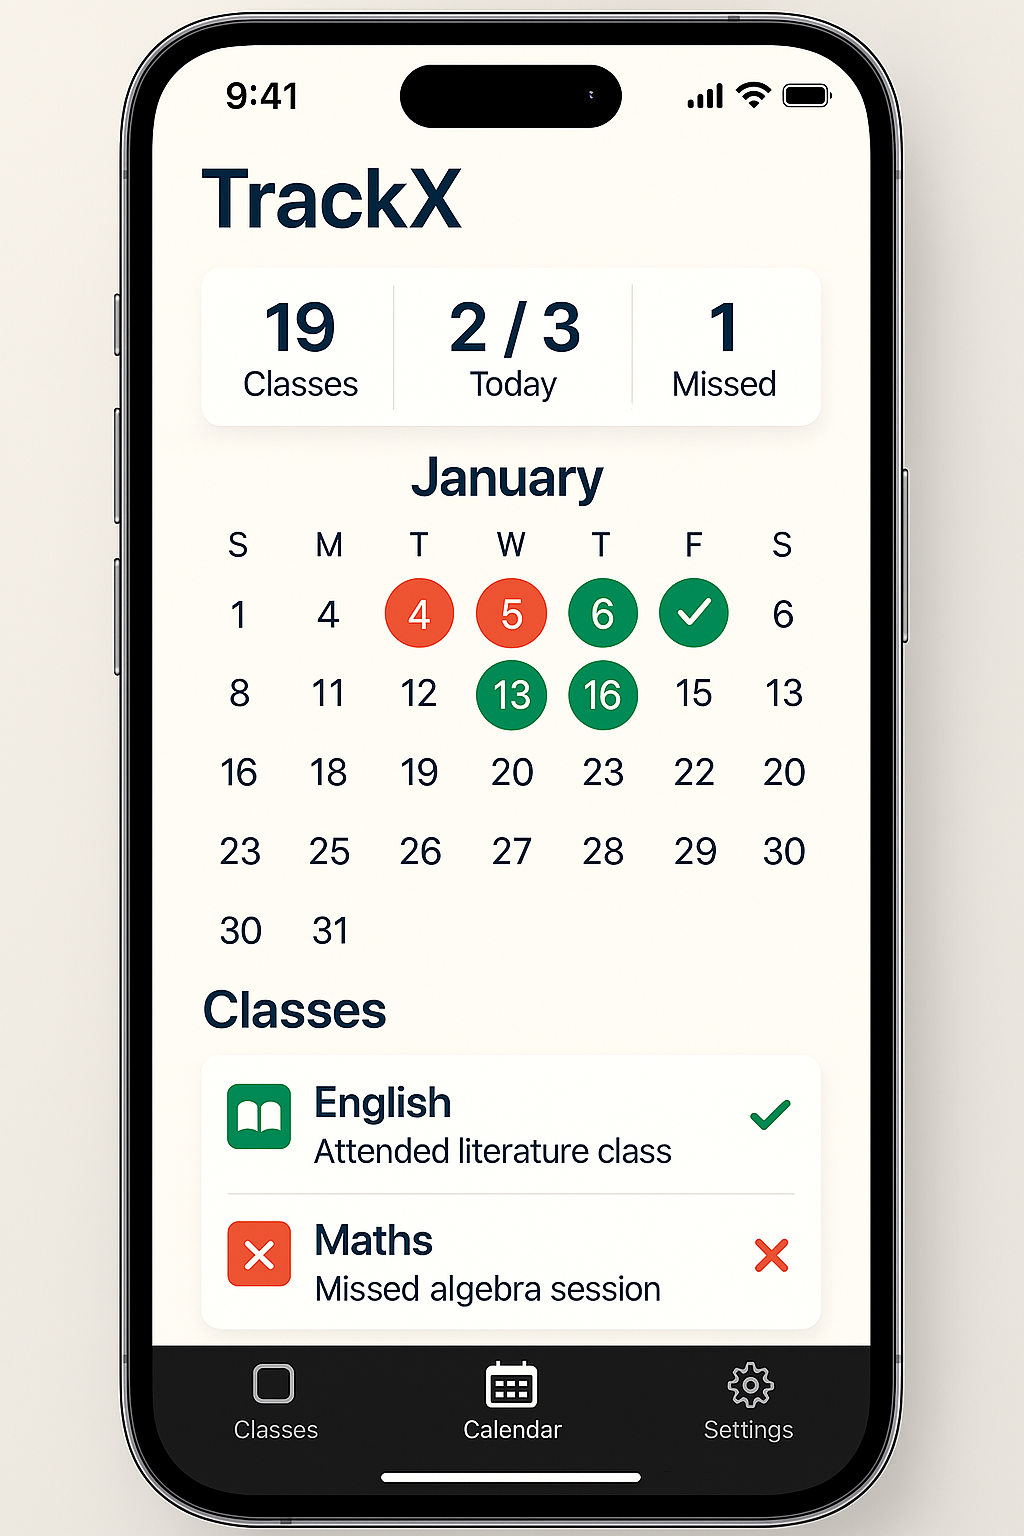 9:41
TrackX
19 2 / 3 1
Classes Today Missed
January
S M T W T F S
1 4 4 5 6 6
8 11 12 13 16 15 13
16 18 19 20 23 22 20
23 25 26 27 28 29 30
30 31
Classes
English
Attended literature class
Maths
Missed algebra session
Classes Calendar Settings